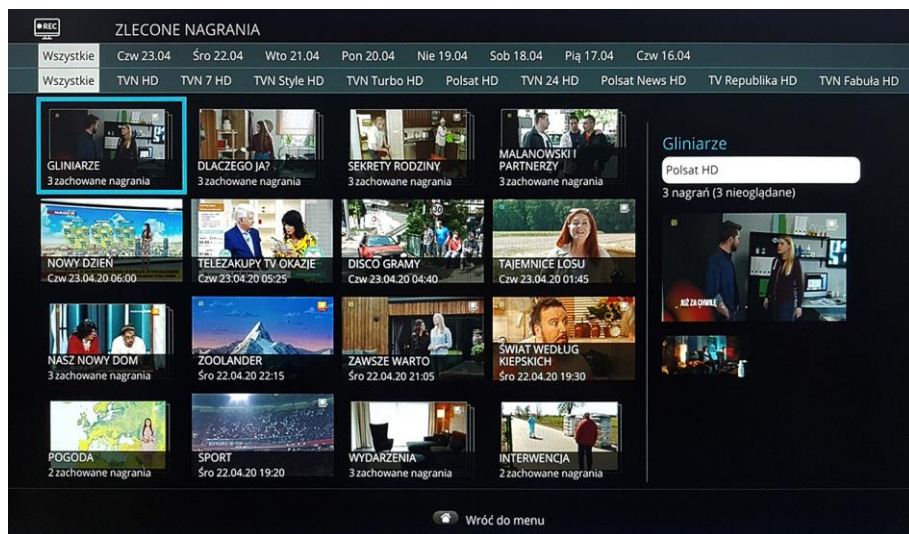 REC
ZLECONE NAGRANIA
Wszystkie Czw 23.04 Śro 22.04 Wto 21.04 Pon 20.04 Nie 19.04 Sob 18.04 Pią 17.04 Czw 16.04
Wszystkie TVN HD TVN 7 HD TVN Style HD TVN Turbo HD Polsat HD TVN 24 HD Polsat News HD TV Republika HD TVN Fabuła HD
GLINIARZE
3 zachowane nagrania
DLACZEGO JA?
3 zachowane nagrania
SEKRETY RODZINY
3 zachowane nagrania
MALANOWSKI I
PARTNERZY
3 zachowane nagrania
Gliniarze
Polsat HD
3 nagrań (3 nieoglądane)
JUŻ ZA CHWILĘ
NOWY DZIEŃ
Czw 23.04.20 06:00
TELEZAKUPY TV OKAZJE
Czw 23.04.20 05:25
30
DISCO GRAMY
Czw 23.04.20 04:40
TAJEMNICE LOSU
Czw 23.04.20 01:45
NASZ NOWY DOM
3 zachowane nagrania
ZOOLANDER
Śro 22.04.20 22:15
ZAWSZE WARTO
Śro 22.04.20 21:05
ŚWIAT WEDŁUG
KIEPSKICH
Śro 22.04.20 19:30
POGODA
2 zachowane nagrania
SPORT
Śro 22.04.20 19:20
WYDARZENIA
3 zachowane nagrania
INTERWENCJA
2 zachowane nagrania
Wróć do menu